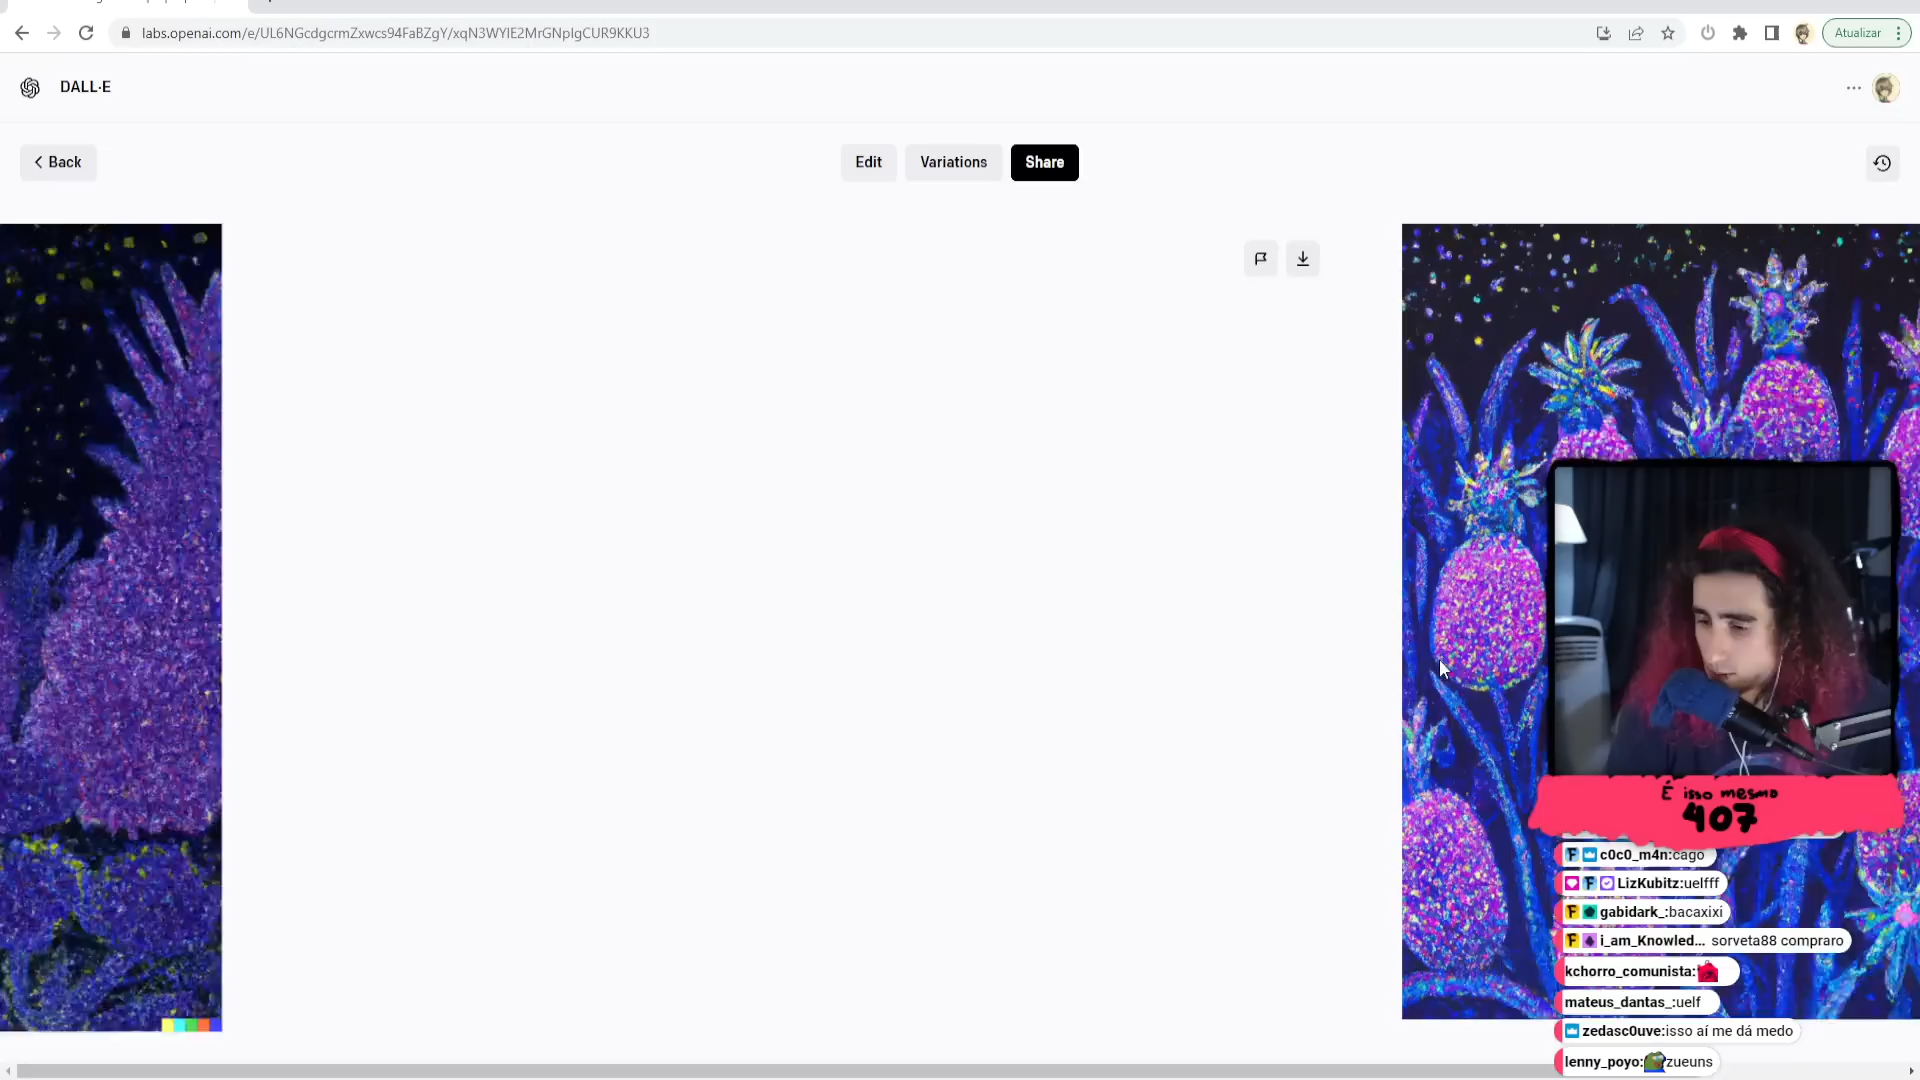 labs.openai.com/e/UL6NGcdgcrmZxwcs94FaBZgY/xqN3WYIE2MrGNpIgCUR9KKU3
Atualizar
DALL·E
Back
Edit
Variations
Share
É isso mesmo
407
c0c0_m4n:cago
LizKubitz:uelfff
gabidark_:bacaxixi
i_am_Knowled... sorveta88 compraro
kchorro_comunista:
mateus_dantas_:uelf
zedasc0uve:isso aí me dá medo
lenny_poyo: zueuns